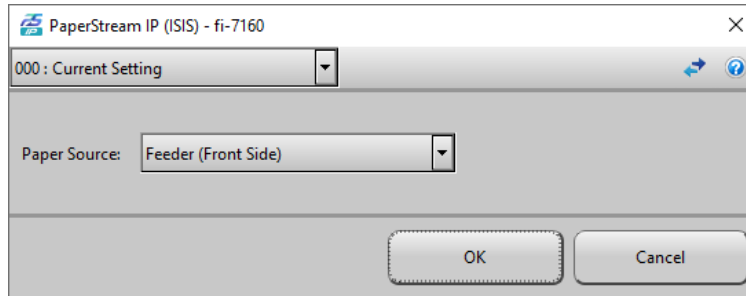 PaperStream IP (ISIS) - fi-7160
000 : Current Setting
Paper Source: Feeder (Front Side)
OK Cancel